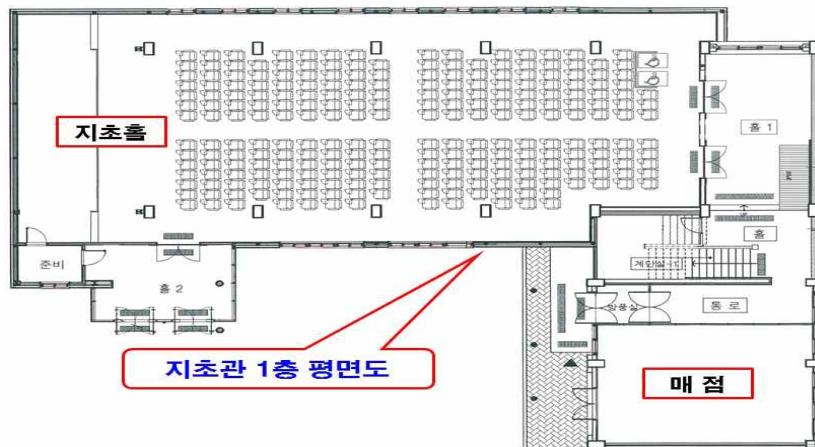 지초홀
홀 1
홀
준비
홀 2
계단실-1
방풍실
통 로
지초관 1층 평면도
매 점